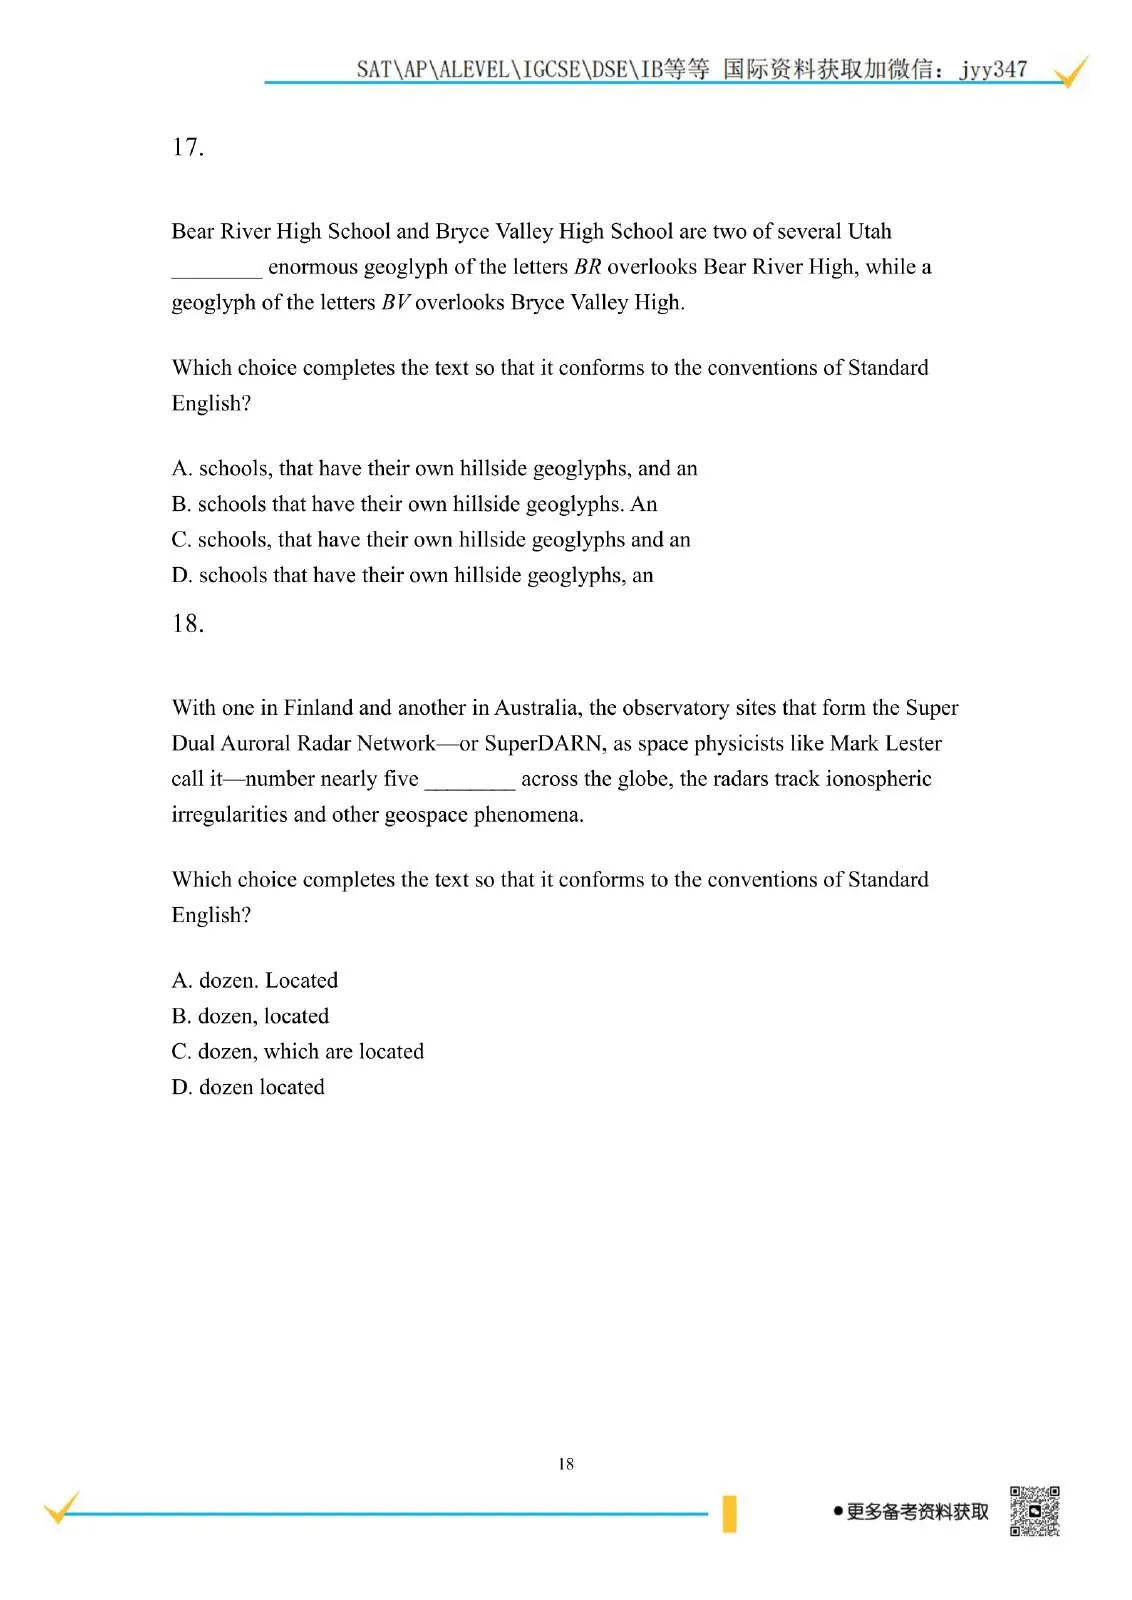 SAT\AP\ALEVEL\IGCSE\DSE\IB等等 国际资料获取加微信：jyy347
17.
Bear River High School and Bryce Valley High School are two of several Utah
________ enormous geoglyph of the letters BR overlooks Bear River High, while a
geoglyph of the letters BV overlooks Bryce Valley High.
Which choice completes the text so that it conforms to the conventions of Standard
English?
A. schools, that have their own hillside geoglyphs, and an
B. schools that have their own hillside geoglyphs. An
C. schools, that have their own hillside geoglyphs and an
D. schools that have their own hillside geoglyphs, an
18.
With one in Finland and another in Australia, the observatory sites that form the Super
Dual Auroral Radar Network—or SuperDARN, as space physicists like Mark Lester
call it—number nearly five ________ across the globe, the radars track ionospheric
irregularities and other geospace phenomena.
Which choice completes the text so that it conforms to the conventions of Standard
English?
A. dozen. Located
B. dozen, located
C. dozen, which are located
D. dozen located
18
●更多备考资料获取